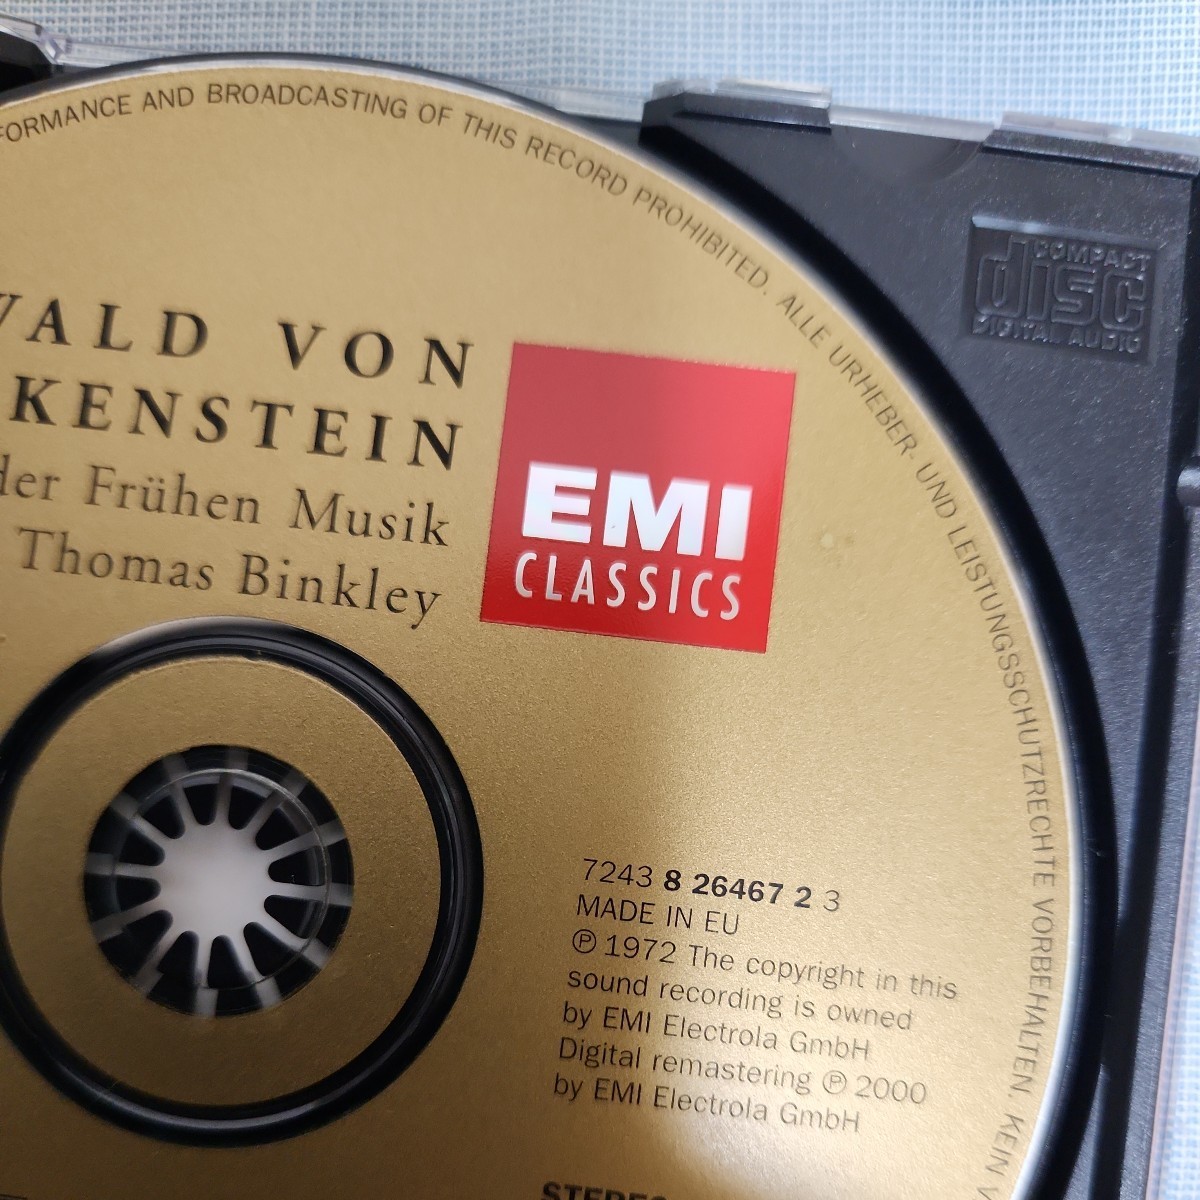 FORMANCE AND BROADCASTING OF THIS RECORD PROHIBITED. ALLE URHEBER- UND LEISTUNGSSCHUTZRECHTE VORBEHALTEN. KEIN V
COMPACT
disc
DIGITAL AUDIO
WALD VON
KENSTEIN
der Frühen Musik
Thomas Binkley
EMI
CLASSICS
7243 8 26467 2 3
MADE IN EU
℗ 1972 The copyright in this
sound recording is owned
by EMI Electrola GmbH
Digital remastering ℗ 2000
by EMI Electrola GmbH
STEREO